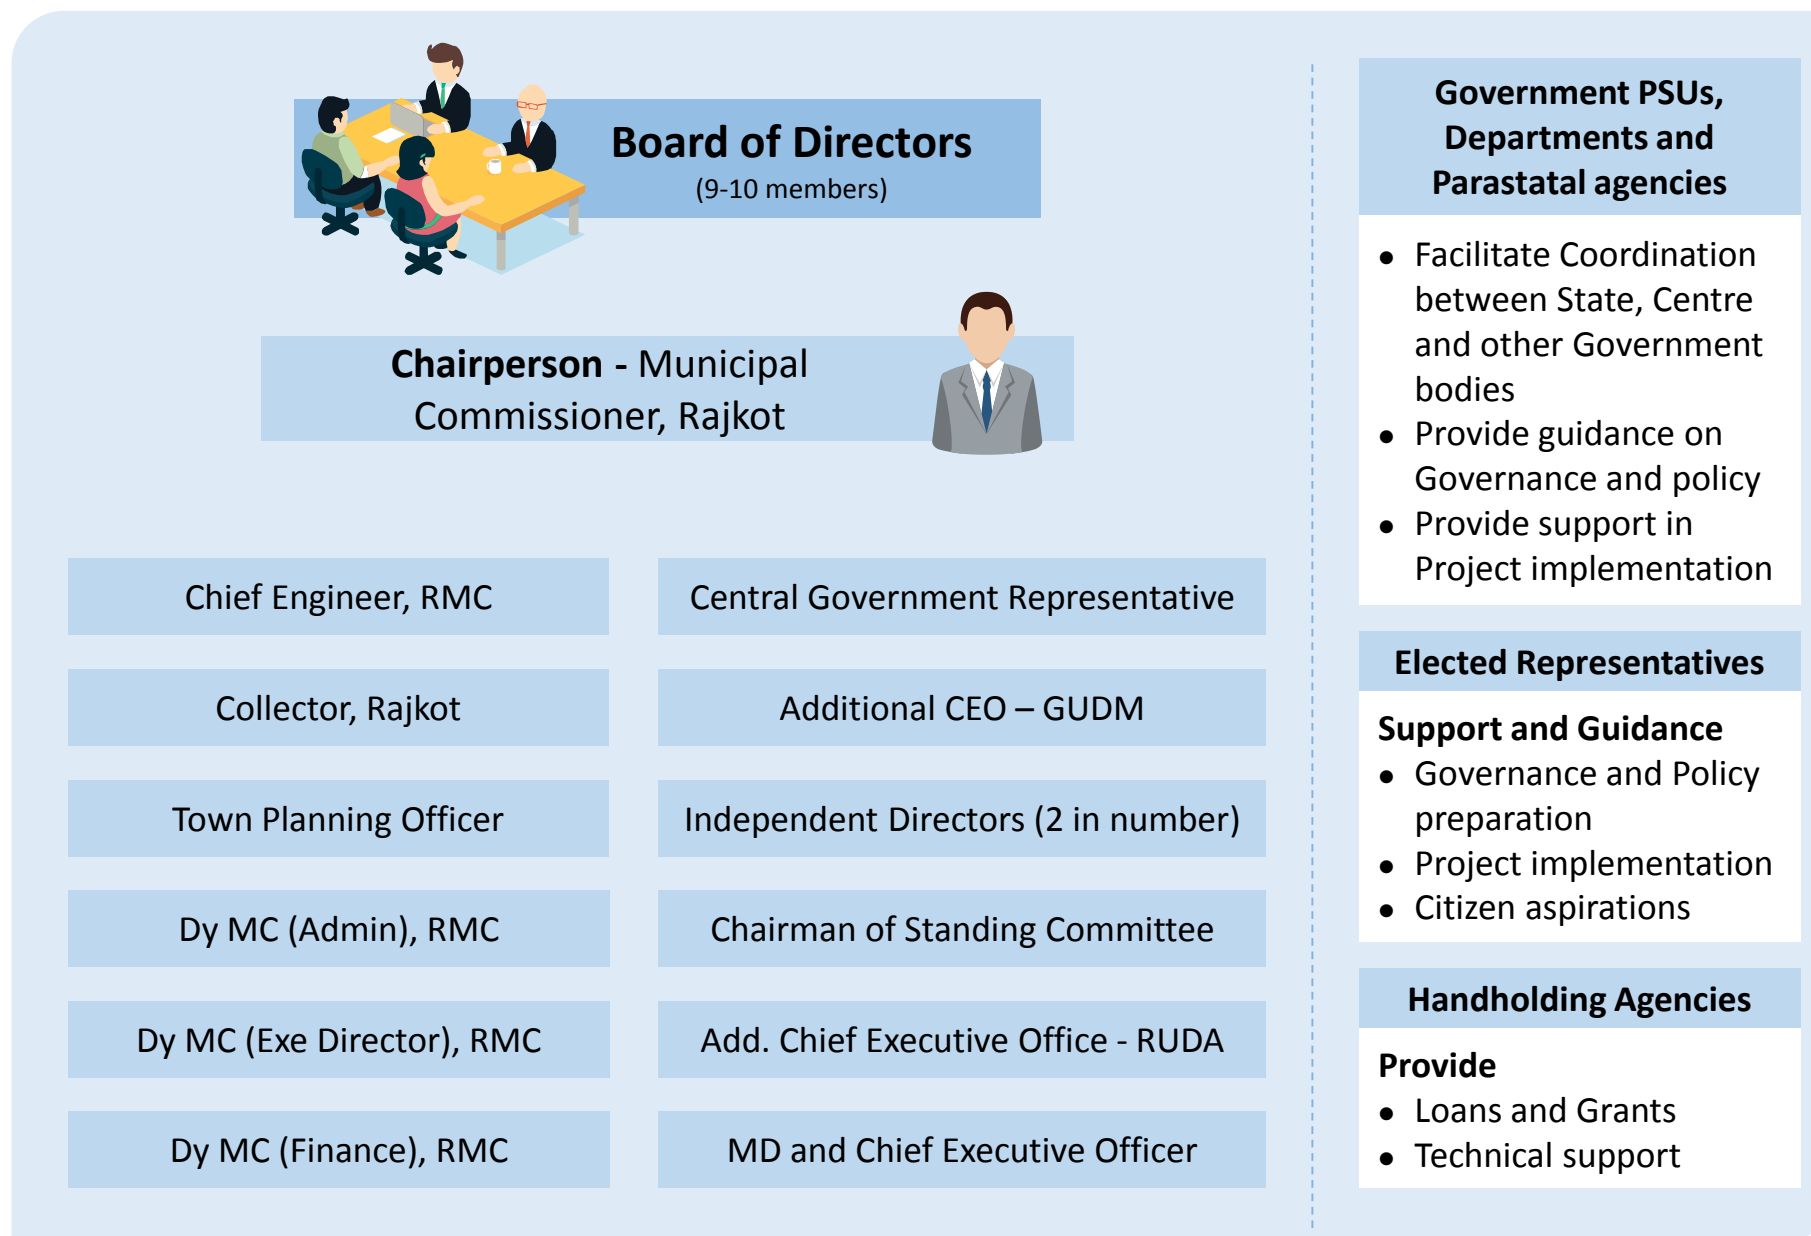 Board of Directors
(9-10 members)
Chairperson - Municipal
Commissioner, Rajkot
Chief Engineer, RMC
Central Government Representative
Collector, Rajkot
Additional CEO – GUDM
Town Planning Officer
Independent Directors (2 in number)
Dy MC (Admin), RMC
Chairman of Standing Committee
Dy MC (Exe Director), RMC
Add. Chief Executive Office - RUDA
Dy MC (Finance), RMC
MD and Chief Executive Officer
Government PSUs,
Departments and
Parastatal agencies
● Facilitate Coordination
between State, Centre
and other Government
bodies
● Provide guidance on
Governance and policy
● Provide support in
Project implementation
Elected Representatives
Support and Guidance
● Governance and Policy
preparation
● Project implementation
● Citizen aspirations
Handholding Agencies
Provide
● Loans and Grants
● Technical support